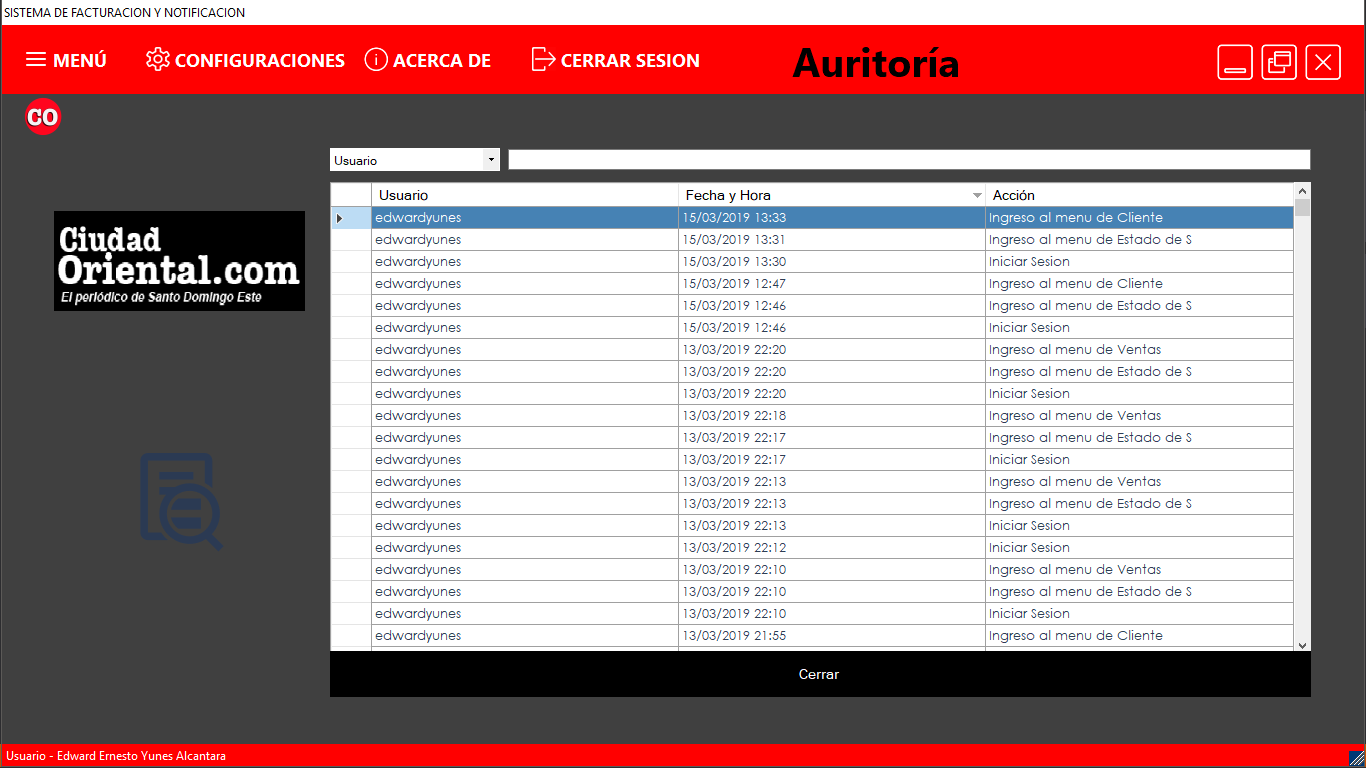 SISTEMA DE FACTURACION Y NOTIFICACION
MENÚ CONFIGURACIONES ACERCA DE CERRAR SESION Auritoría
CO
Usuario
Ciudad
Oriental.com
El periódico de Santo Domingo Este
Usuario Fecha y Hora Acción
edwardyunes 15/03/2019 13:33 Ingreso al menu de Cliente
edwardyunes 15/03/2019 13:31 Ingreso al menu de Estado de S
edwardyunes 15/03/2019 13:30 Iniciar Sesion
edwardyunes 15/03/2019 12:47 Ingreso al menu de Cliente
edwardyunes 15/03/2019 12:46 Ingreso al menu de Estado de S
edwardyunes 15/03/2019 12:46 Iniciar Sesion
edwardyunes 13/03/2019 22:20 Ingreso al menu de Ventas
edwardyunes 13/03/2019 22:20 Ingreso al menu de Estado de S
edwardyunes 13/03/2019 22:20 Iniciar Sesion
edwardyunes 13/03/2019 22:18 Ingreso al menu de Ventas
edwardyunes 13/03/2019 22:17 Ingreso al menu de Estado de S
edwardyunes 13/03/2019 22:17 Iniciar Sesion
edwardyunes 13/03/2019 22:13 Ingreso al menu de Ventas
edwardyunes 13/03/2019 22:13 Ingreso al menu de Estado de S
edwardyunes 13/03/2019 22:13 Iniciar Sesion
edwardyunes 13/03/2019 22:12 Iniciar Sesion
edwardyunes 13/03/2019 22:10 Ingreso al menu de Ventas
edwardyunes 13/03/2019 22:10 Ingreso al menu de Estado de S
edwardyunes 13/03/2019 22:10 Iniciar Sesion
edwardyunes 13/03/2019 21:55 Ingreso al menu de Cliente
Cerrar
Usuario - Edward Ernesto Yunes Alcantara